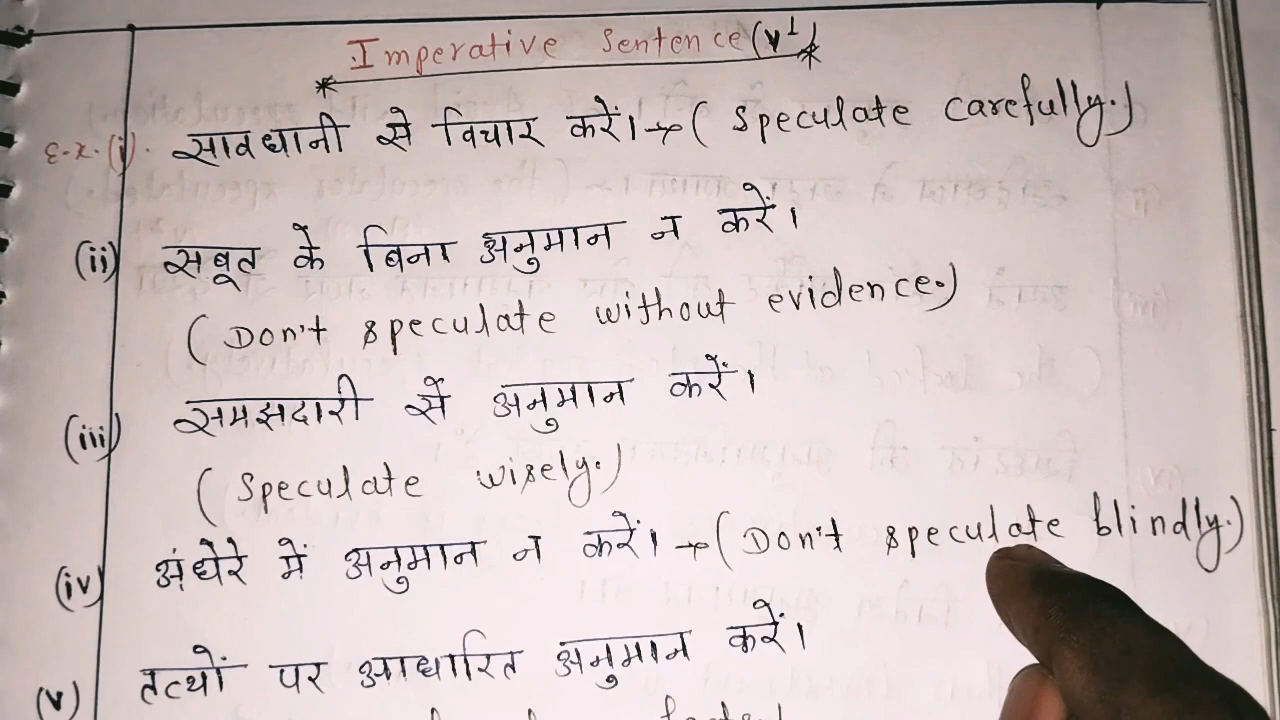 Imperative Sentence (V¹)
E.x. (i). सावधानी से विचार करें। → (Speculate carefully.)
(ii) सबूत के बिना अनुमान न करें।
(Don't speculate without evidence.)
(iii) समझदारी से अनुमान करें।
(Speculate wisely.)
(iv) अंधेरे में अनुमान न करें। → (Don't speculate blindly.)
(v) तत्थों पर आधारित अनुमान करें।